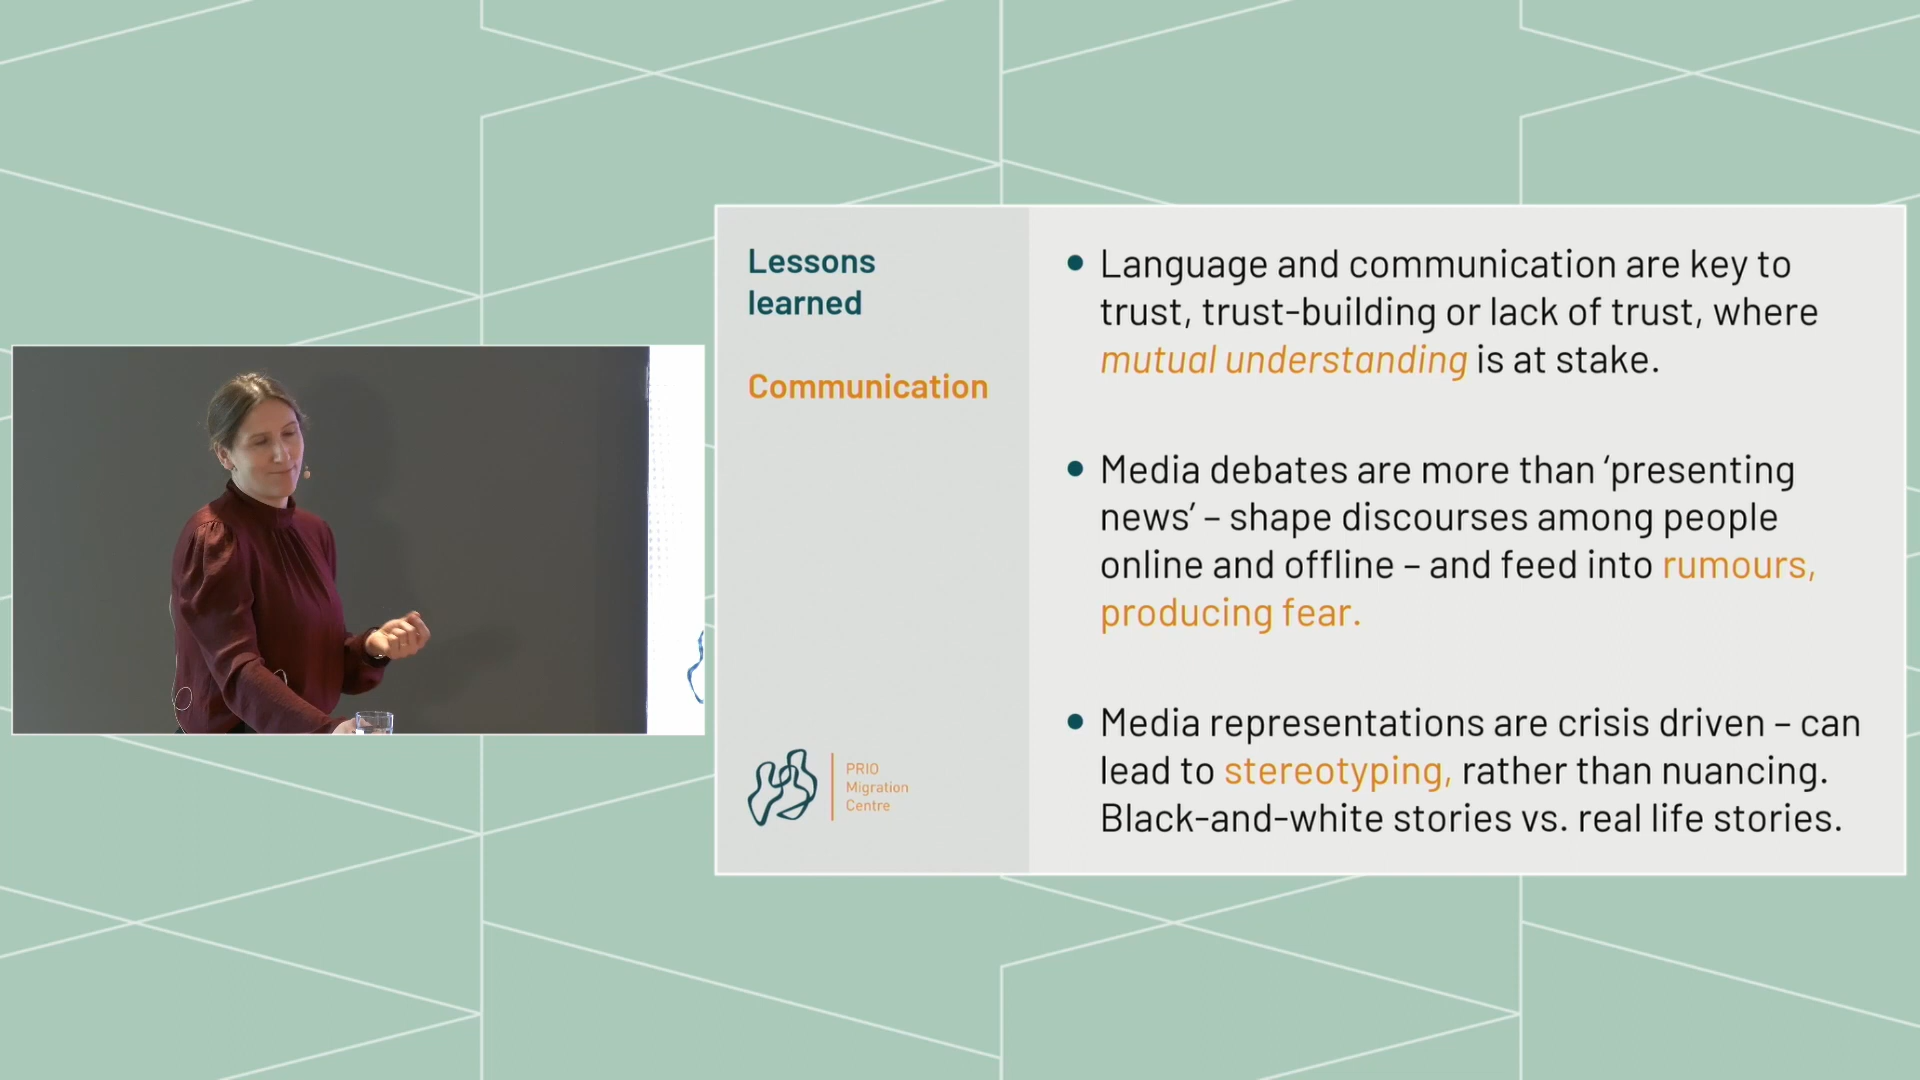 Lessons
learned
Communication
PRIO
Migration
Centre
• Language and communication are key to
trust, trust-building or lack of trust, where
mutual understanding is at stake.
• Media debates are more than ‘presenting
news’ – shape discourses among people
online and offline – and feed into rumours,
producing fear.
• Media representations are crisis driven – can
lead to stereotyping, rather than nuancing.
Black-and-white stories vs. real life stories.